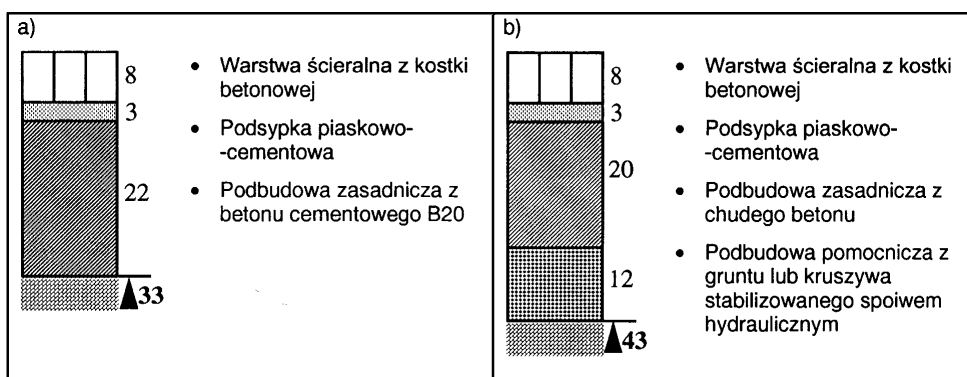 a)
8
3
22
33
• Warstwa ścieralna z kostki
betonowej
• Podsypka piaskowo-
-cementowa
• Podbudowa zasadnicza z
betonu cementowego B20
b)
8
3
20
12
43
• Warstwa ścieralna z kostki
betonowej
• Podsypka piaskowo-
-cementowa
• Podbudowa zasadnicza z
chudego betonu
• Podbudowa pomocnicza z
gruntu lub kruszywa
stabilizowanego spoiwem
hydraulicznym